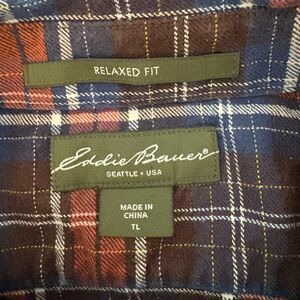 RELAXED FIT
Eddie Bauer®
SEATTLE • USA
MADE IN
CHINA
TL